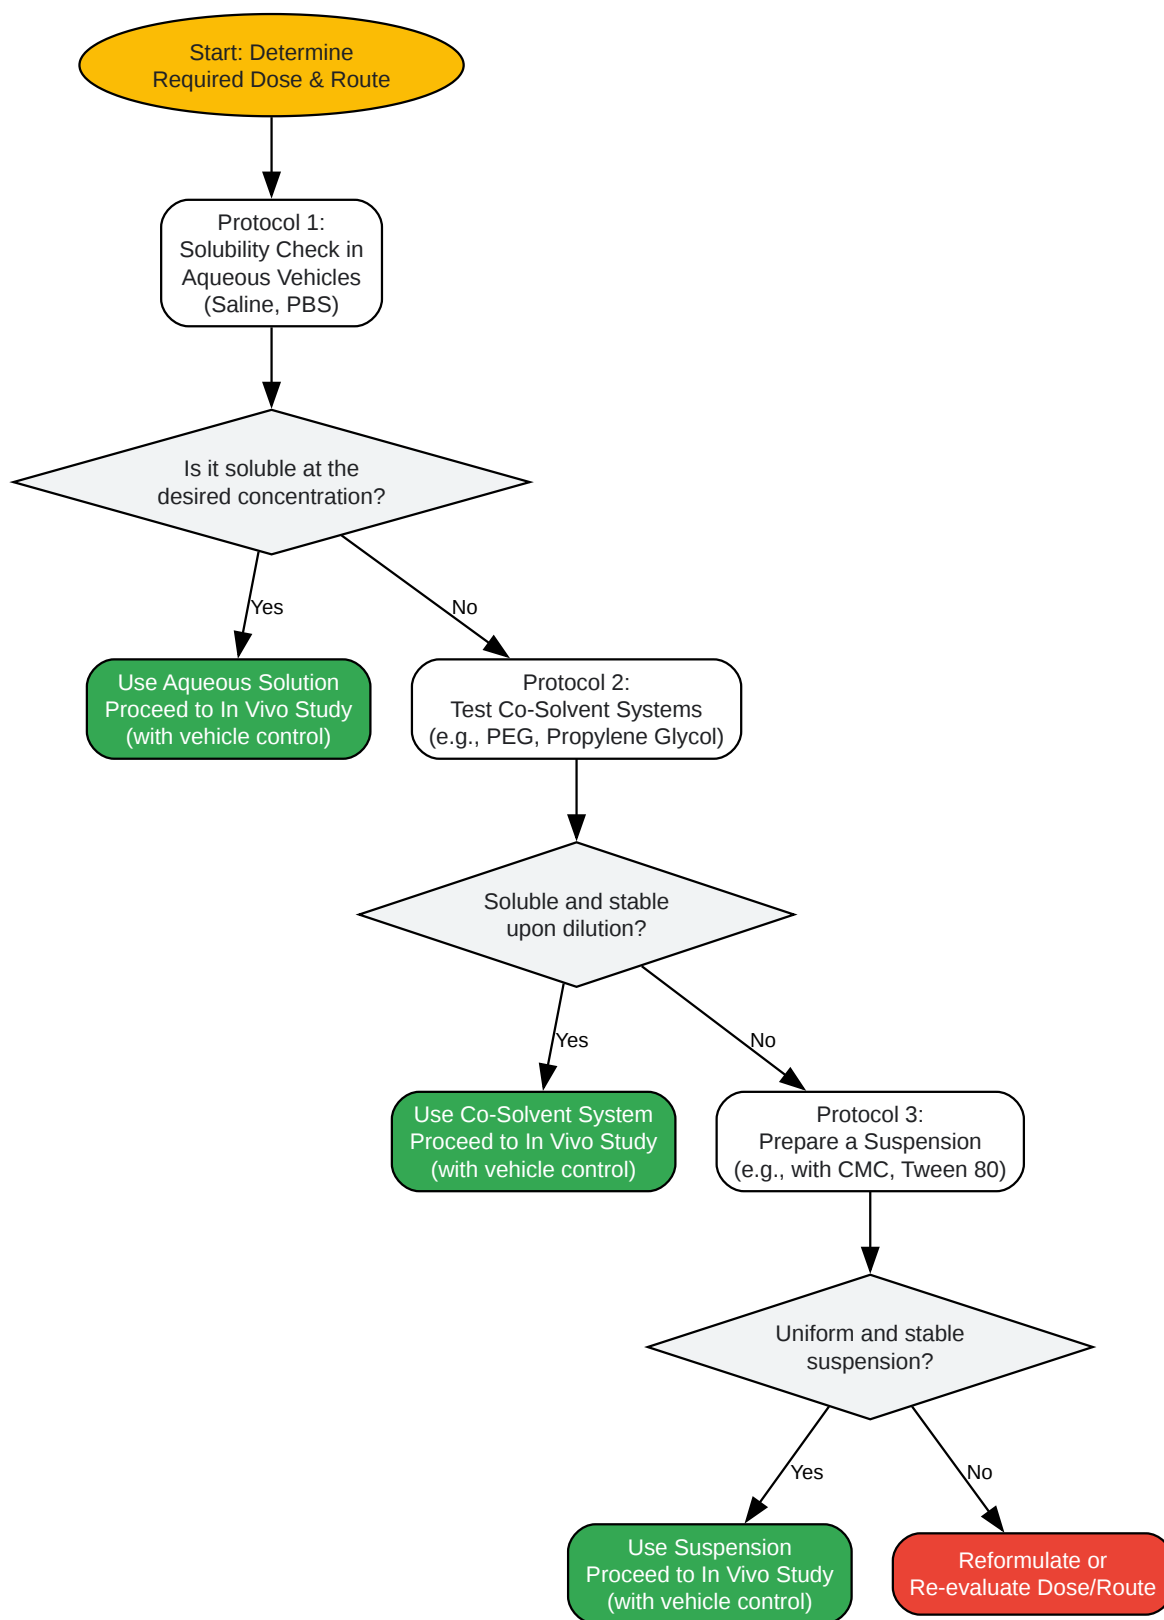 Start: Determine
Required Dose & Route
Protocol 1:
Solubility Check in
Aqueous Vehicles
(Saline, PBS)
Is it soluble at the
desired concentration?
Yes
No
Use Aqueous Solution
Proceed to In Vivo Study
(with vehicle control)
Protocol 2:
Test Co-Solvent Systems
(e.g., PEG, Propylene Glycol)
Soluble and stable
upon dilution?
Yes
No
Use Co-Solvent System
Proceed to In Vivo Study
(with vehicle control)
Protocol 3:
Prepare a Suspension
(e.g., with CMC, Tween 80)
Uniform and stable
suspension?
Yes
No
Use Suspension
Proceed to In Vivo Study
(with vehicle control)
Reformulate or
Re-evaluate Dose/Route